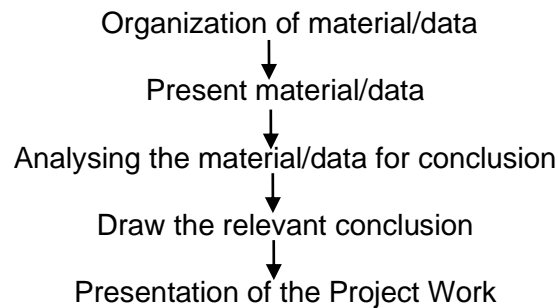 Organization of material/data
Present material/data
Analysing the material/data for conclusion
Draw the relevant conclusion
Presentation of the Project Work